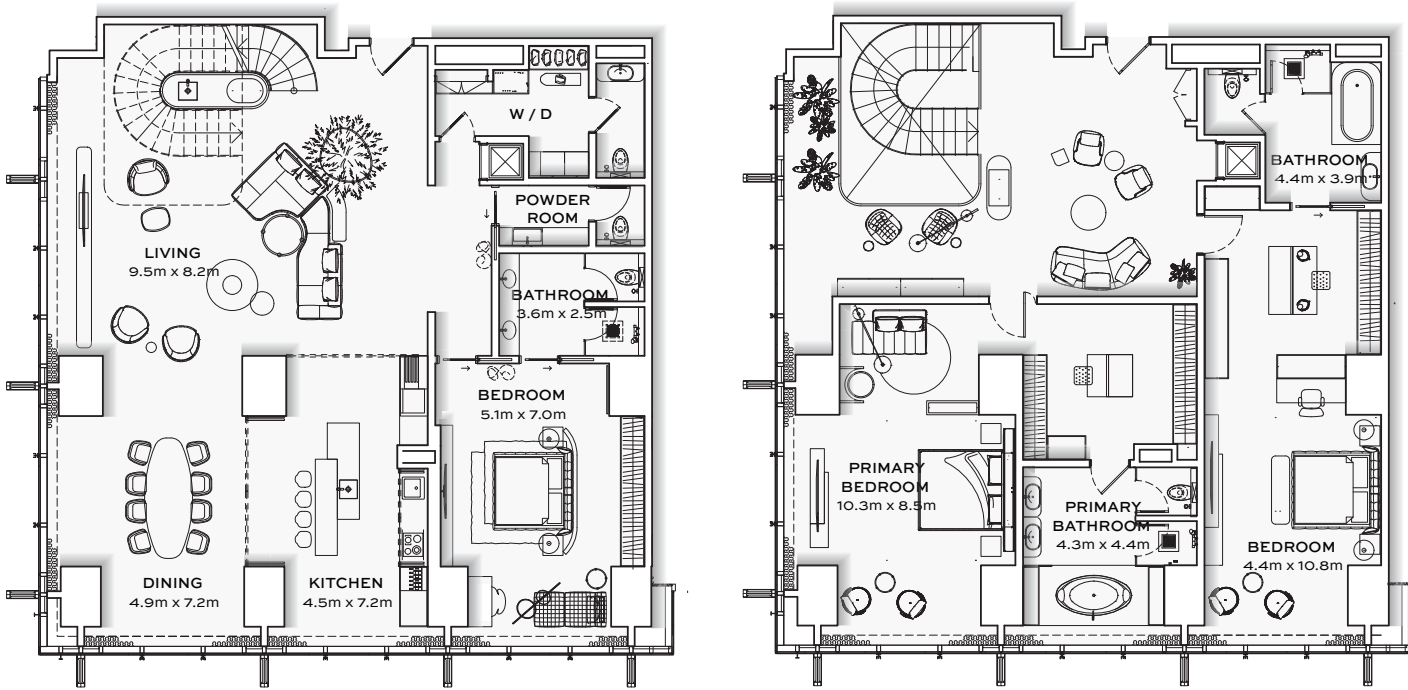 W / D
POWDER
ROOM
LIVING
9.5m x 8.2m
BATHROOM
3.6m x 2.5m
BEDROOM
5.1m x 7.0m
DINING
4.9m x 7.2m
KITCHEN
4.5m x 7.2m
BATHROOM
4.4m x 3.9m
PRIMARY
BEDROOM
10.3m x 8.5m
PRIMARY
BATHROOM
4.3m x 4.4m
BEDROOM
4.4m x 10.8m